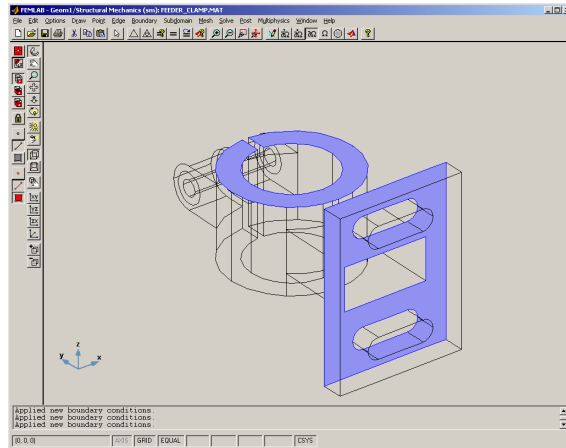 FEMLAB - Geom1/Structural Mechanics (sm): FEEDER_CLAMP.MAT
File Edit Options Draw Point Edge Boundary Subdomain Mesh Solve Post Multiphysics Window Help
z
y x
Applied new boundary conditions.
Applied new boundary conditions.
Applied new boundary conditions.
(0, 0, 0) AXIS GRID EQUAL CSYS